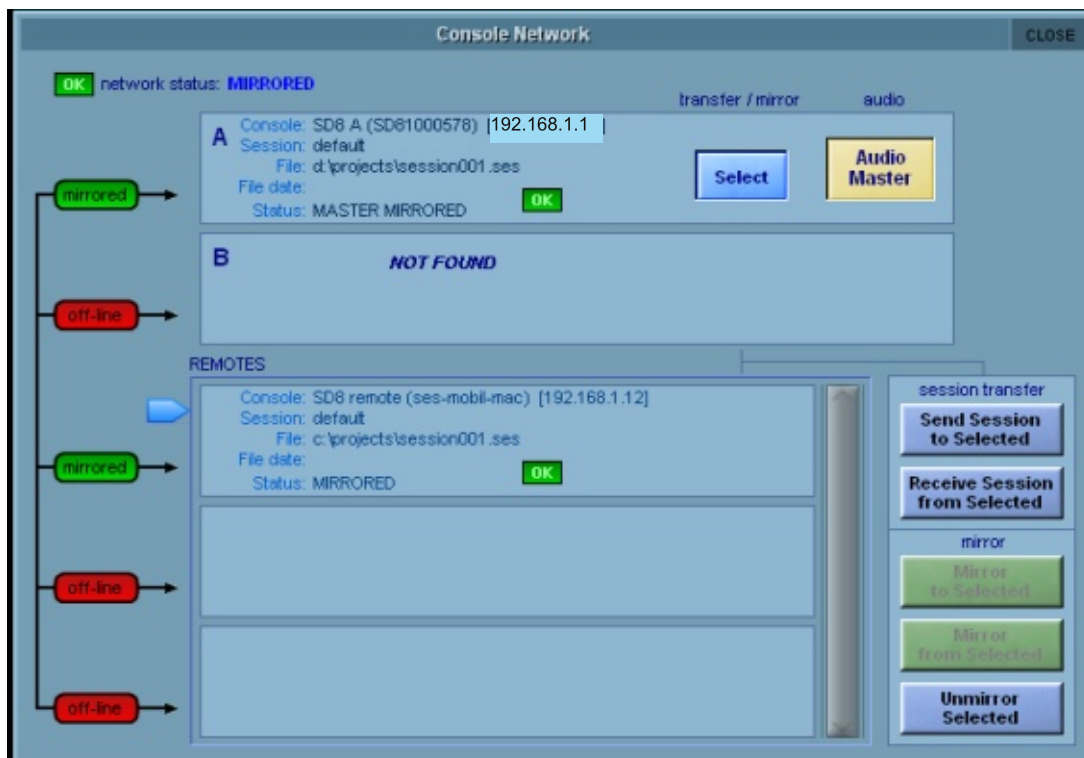 Console Network
CLOSE
OK network status: MIRRORED
transfer / mirror
audio
A
Console: SD8 A (SD81000578) [192.168.1.1 ]
Session: default
File: d:\projects\session001.ses
File date:
Status: MASTER MIRRORED
OK
Select
Audio
Master
mirrored
B
NOT FOUND
off-line
REMOTES
Console: SD8 remote (ses-mobil-mac) [192.168.1.12]
Session: default
File: c:\projects\session001.ses
File date:
Status: MIRRORED
OK
mirrored
off-line
off-line
session transfer
Send Session
to Selected
Receive Session
from Selected
mirror
Mirror
to Selected
Mirror
from Selected
Unmirror
Selected